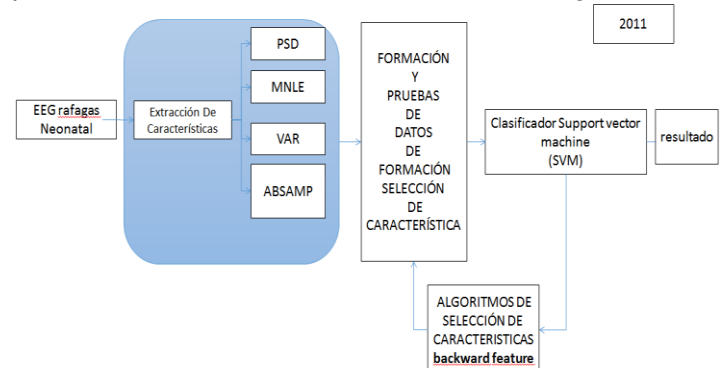 2011
EEG rafagas
Neonatal
Extracción De
Características
PSD
MNLE
VAR
ABSAMP
FORMACIÓN
Y
PRUEBAS
DE
DATOS
DE
FORMACIÓN
SELECCIÓN
DE
CARACTERÍSTICA
Clasificador Support vector
machine
(SVM)
resultado
ALGORITMOS DE
SELECCIÓN DE
CARACTERISTICAS
backward feature